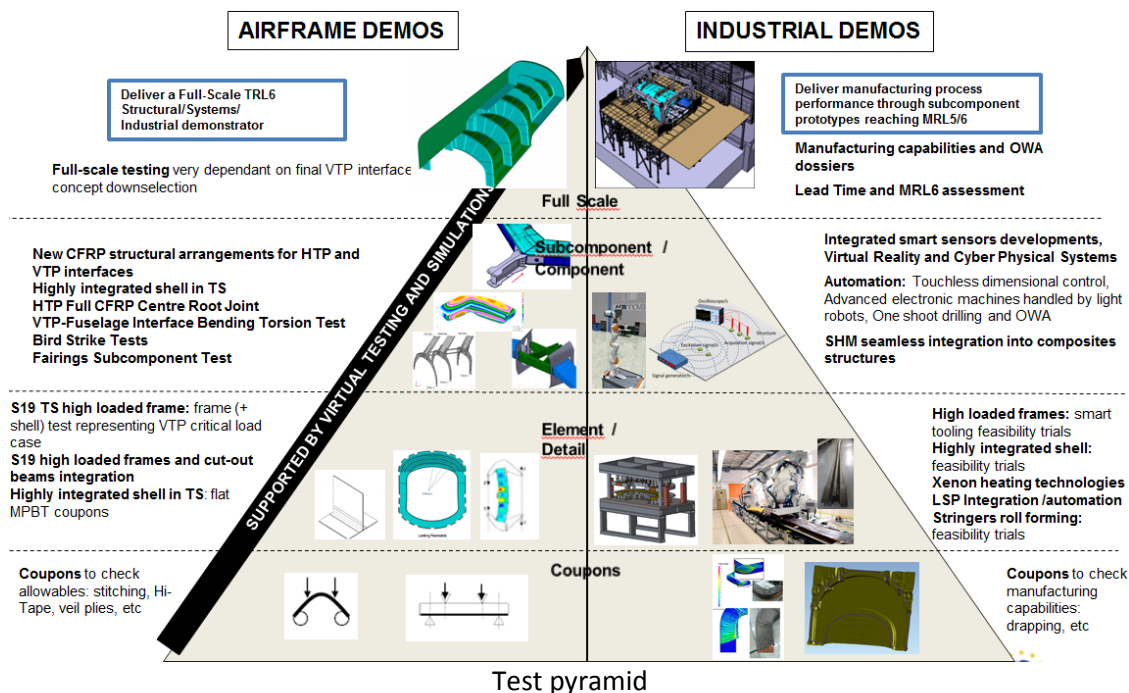 AIRFRAME DEMOS
INDUSTRIAL DEMOS
Deliver a Full-Scale TRL6
Structural/Systems/
Industrial demonstrator
Deliver manufacturing process
performance through subcomponent
prototypes reaching MRL5/6
Full-scale testing very dependant on final VTP interface
concept downselection
Manufacturing capabilities and OWA
dossiers
Lead Time and MRL6 assessment
SUPPORTED BY VIRTUAL TESTING AND SIMULATIONS
Full Scale
New CFRP structural arrangements for HTP and
VTP interfaces
Highly integrated shell in TS
HTP Full CFRP Centre Root Joint
VTP-Fuselage Interface Bending Torsion Test
Bird Strike Tests
Fairings Subcomponent Test
Subcomponent /
Component
Oscilloscope/s
Structure
Acquisition signal/s
Excitation signal/s
Signal generation/s
Integrated smart sensors developments,
Virtual Reality and Cyber Physical Systems
Automation: Touchless dimensional control,
Advanced electronic machines handled by light
robots, One shoot drilling and OWA
SHM seamless integration into composites
structures
S19 TS high loaded frame: frame (+
shell) test representing VTP critical load
case
S19 high loaded frames and cut-out
beams integration
Highly integrated shell in TS: flat
MPBT coupons
Element /
Detail
High loaded frames: smart
tooling feasibility trials
Highly integrated shell:
feasibility trials
Xenon heating technologies
LSP Integration /automation
Stringers roll forming:
feasibility trials
Coupons to check
allowables: stitching, Hi-
Tape, veil plies, etc
Coupons
Coupons to check
manufacturing
capabilities:
drapping, etc
Test pyramid